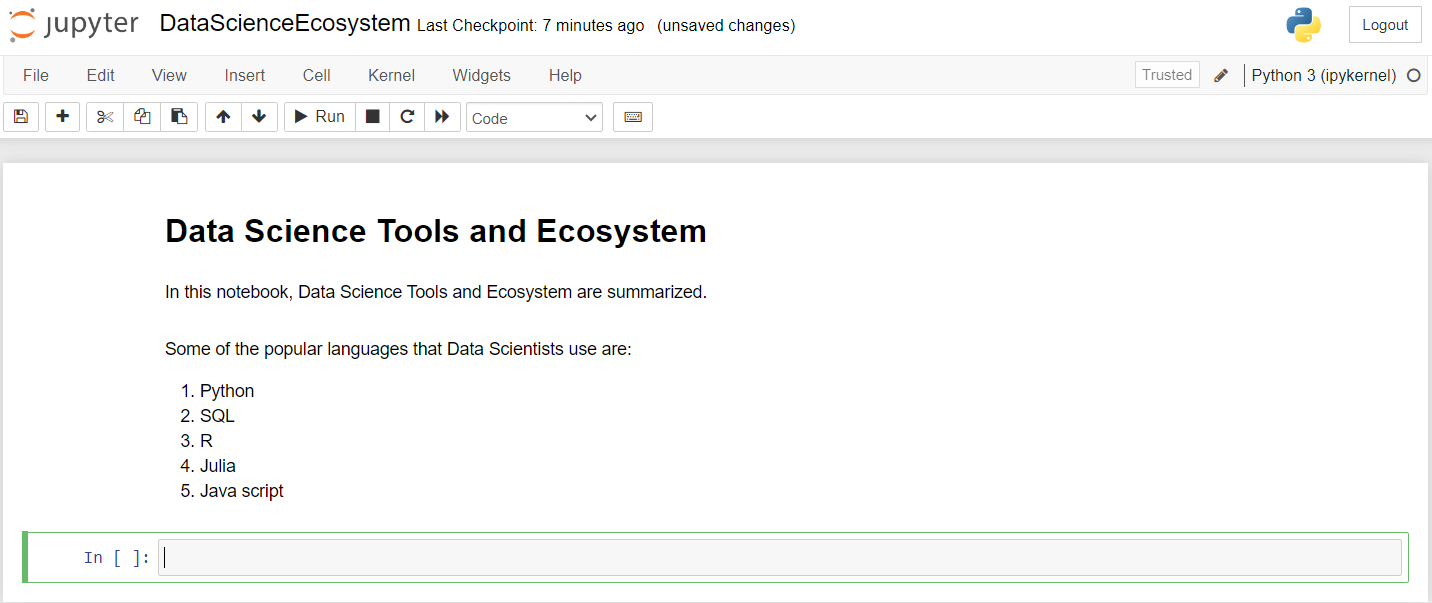 jupyter DataScienceEcosystem Last Checkpoint: 7 minutes ago (unsaved changes) Logout
File Edit View Insert Cell Kernel Widgets Help Trusted Python 3 (ipykernel)
Run Code
Data Science Tools and Ecosystem
In this notebook, Data Science Tools and Ecosystem are summarized.
Some of the popular languages that Data Scientists use are:
1. Python
2. SQL
3. R
4. Julia
5. Java script
In [ ]: